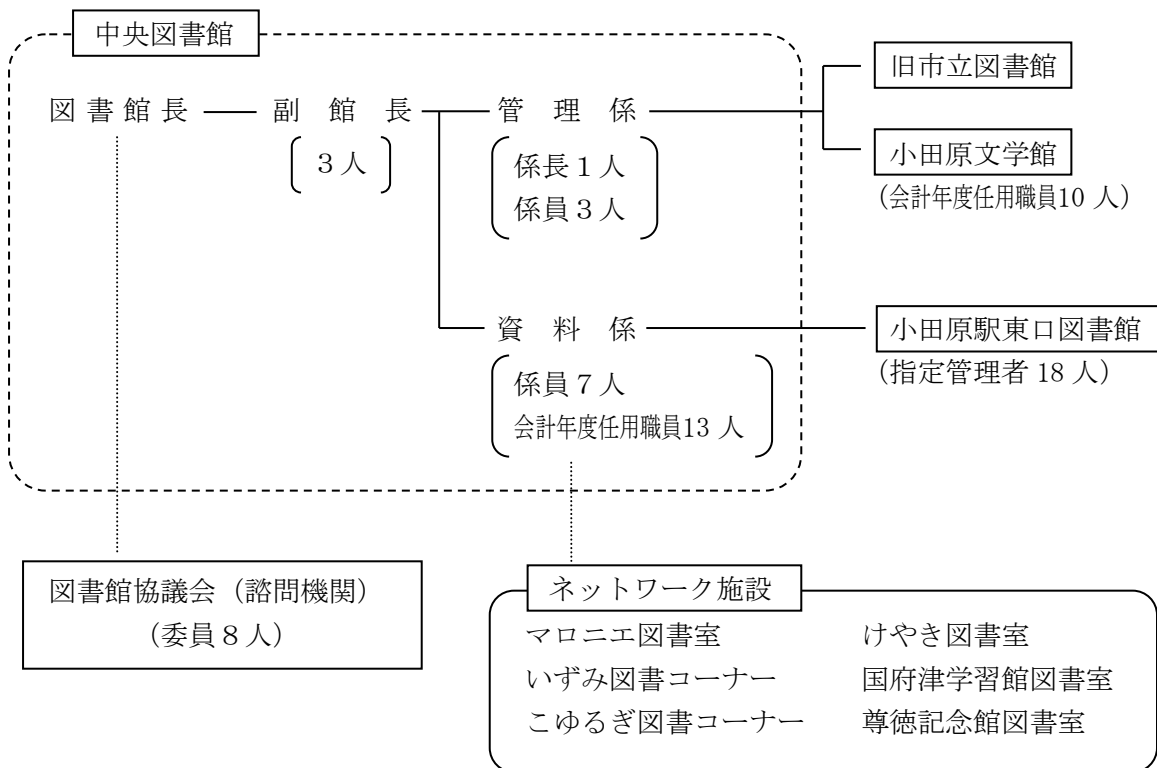 中央図書館
図書館長
副館長
3人
管理係
係長1人
係員3人
旧市立図書館
小田原文学館
(会計年度任用職員10人)
資料係
係員7人
会計年度任用職員13人
小田原駅東口図書館
(指定管理者18人)
図書館協議会(諮問機関)
(委員8人)
ネットワーク施設
マロニエ図書室 けやき図書室
いずみ図書コーナー 国府津学習館図書室
こゆるぎ図書コーナー 尊徳記念館図書室